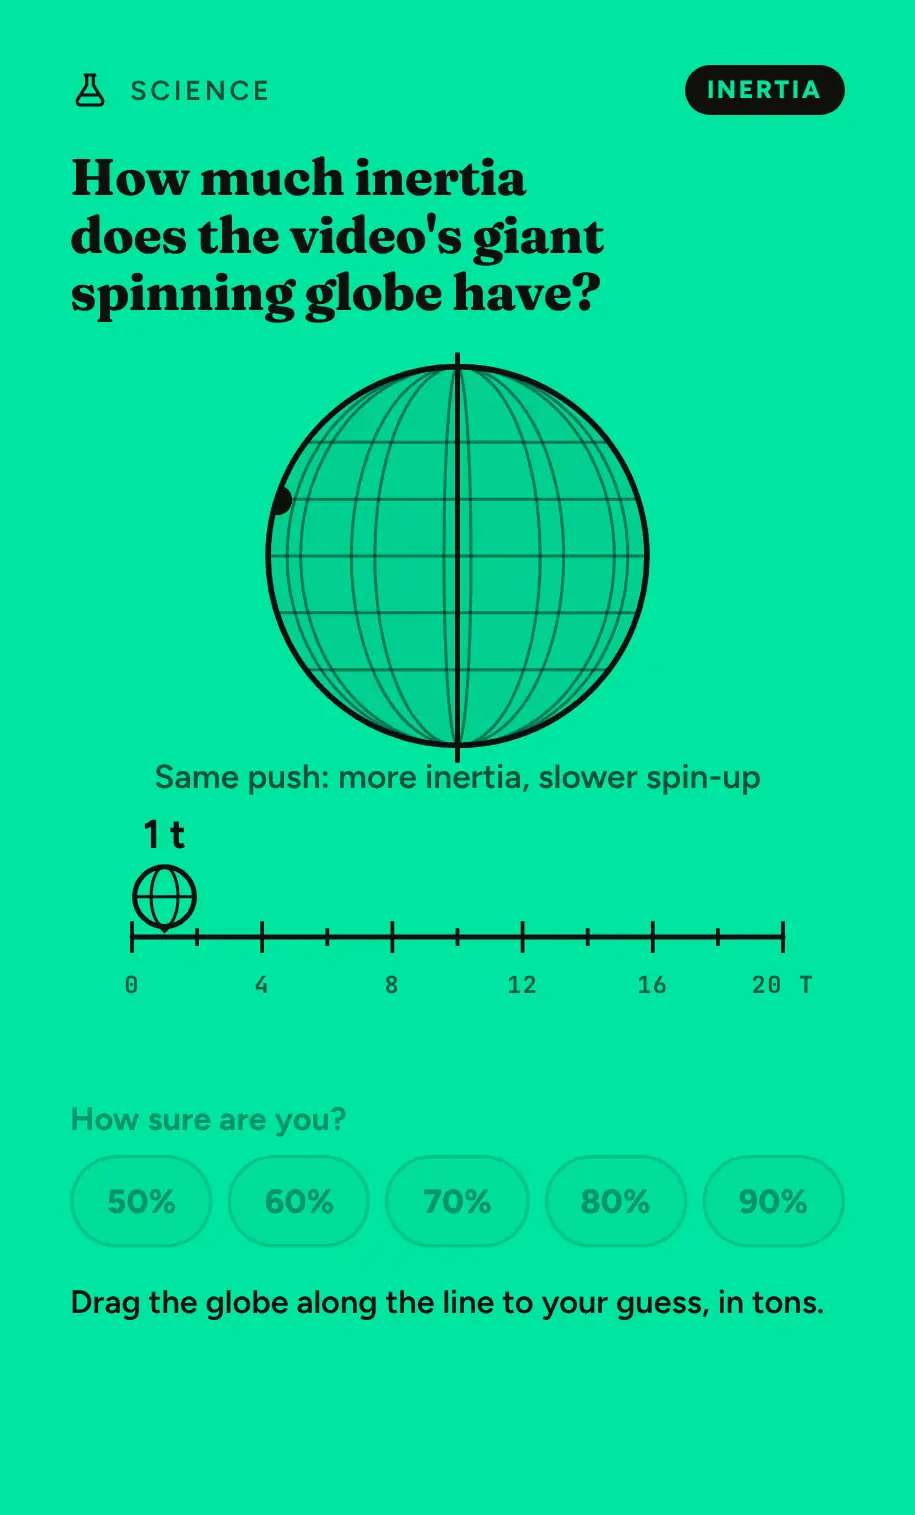 SCIENCE
INERTIA
How much inertia
does the video's giant
spinning globe have?
Same push: more inertia, slower spin-up
1 t
0 4 8 12 16 20 T
How sure are you?
50% 60% 70% 80% 90%
Drag the globe along the line to your guess, in tons.